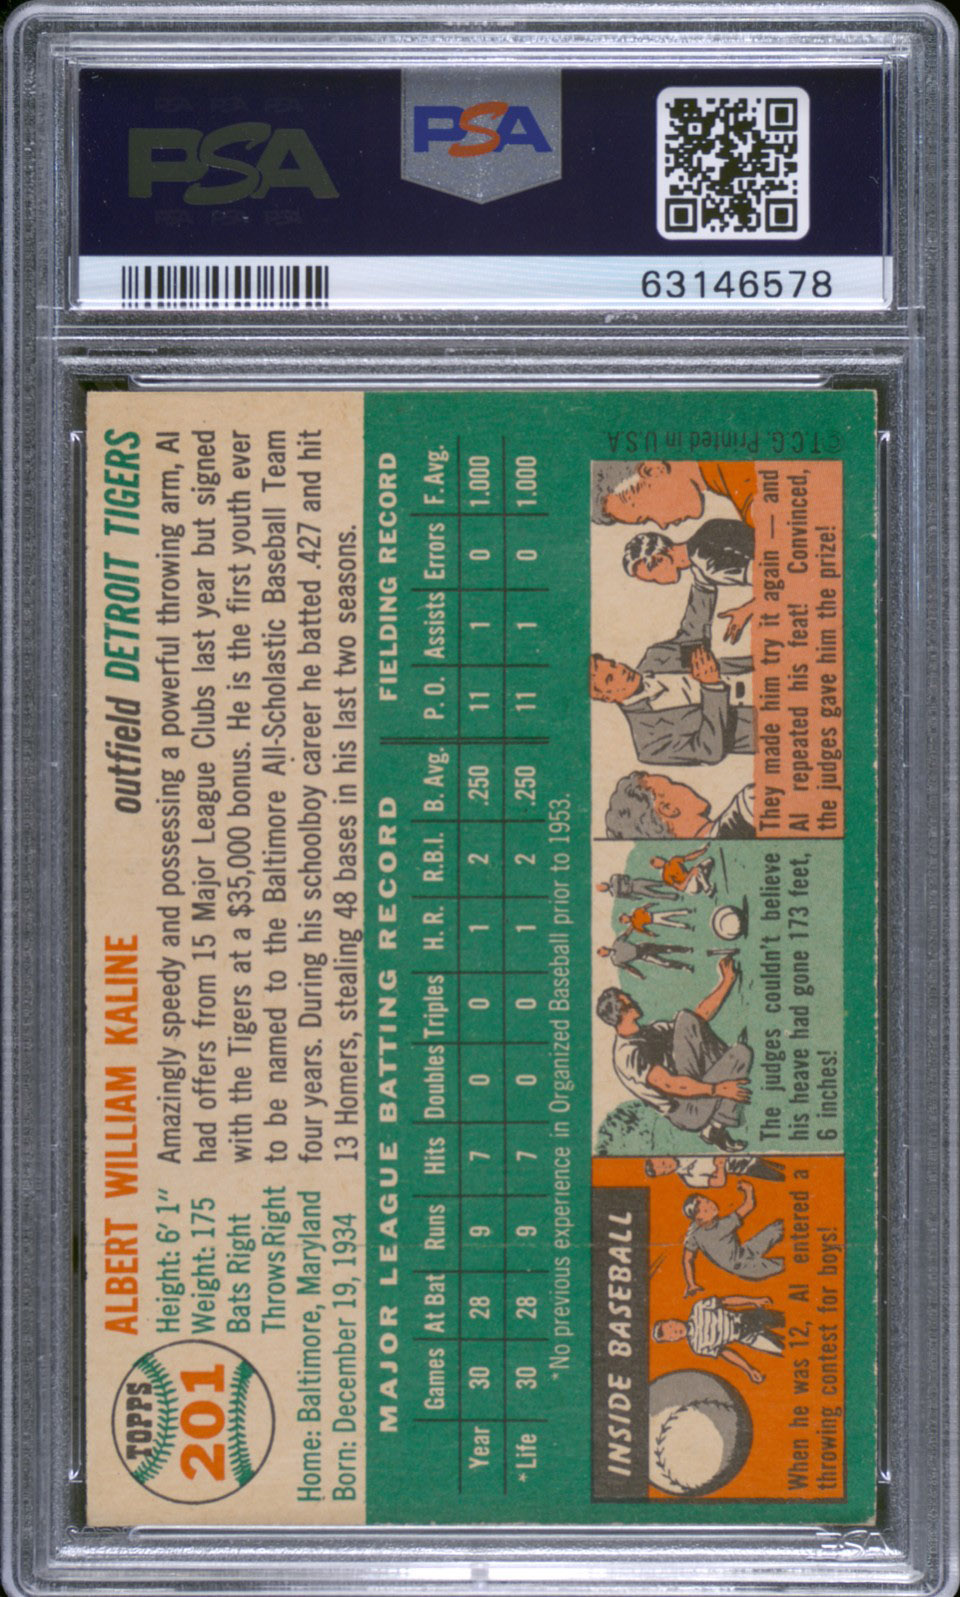 PSA PSA PSA
PSA
PSA PSA PSA
PSA
63146578
TOPPS
201
ALBERT WILLIAM KALINE
outfield DETROIT TIGERS
Height: 6' 1"
Weight: 175
Bats Right
Throws Right
Home: Baltimore, Maryland
Born: December 19, 1934
Amazingly speedy and possessing a powerful throwing arm, Al
had offers from 15 Major League Clubs last year but signed
with the Tigers at a $35,000 bonus. He is the first youth ever
to be named to the Baltimore All-Scholastic Baseball Team
four years. During his schoolboy career he batted .427 and hit
13 Homers, stealing 48 bases in his last two seasons.
MAJOR LEAGUE BATTING RECORD FIELDING RECORD
Games At Bat Runs Hits Doubles Triples H. R. R.B.I. B. Avg. P. O. Assists Errors F. Avg.
Year 30 28 9 7 0 0 1 2 .250 11 1 0 1.000
*Life 30 28 9 7 0 0 1 2 .250 11 1 0 1.000
*No previous experience in Organized Baseball prior to 1953.
INSIDE BASEBALL
When he was 12, Al entered a
throwing contest for boys!
The judges couldn't believe
his heave had gone 173 feet,
6 inches!
They made him try it again — and
Al repeated his feat! Convinced,
the judges gave him the prize!
©T.C.G. Printed in U S A